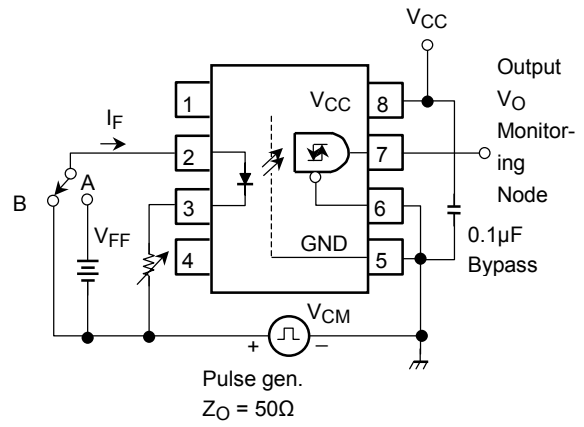 VCC
Output
VO
Monitor-
ing
Node
1
VCC
8
IF
2
7
A
B
3
6
VFF
0.1μF
Bypass
4
GND
5
VCM
+
–
Pulse gen.
ZO = 50Ω